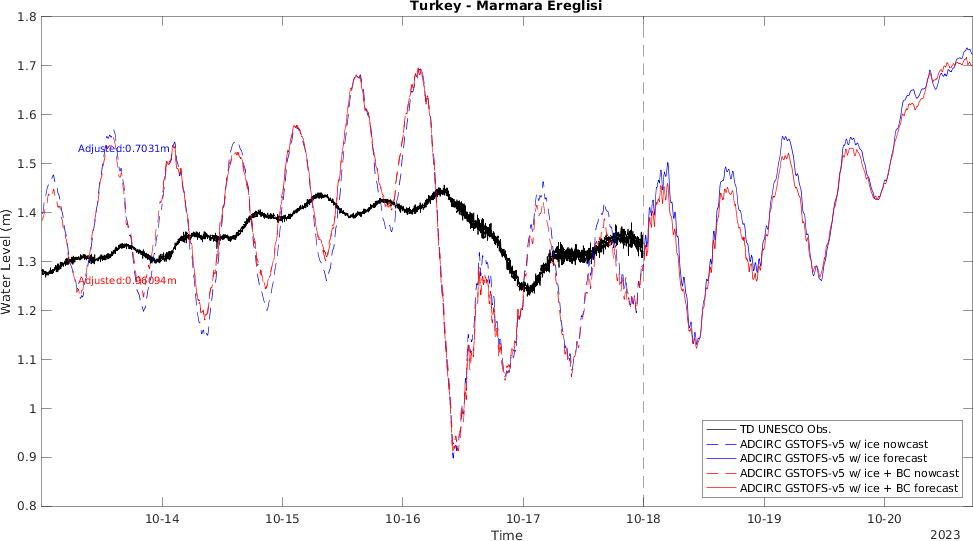 Turkey - Marmara Ereglisi
1.8
1.7
1.6
1.5
1.4
1.3
1.2
1.1
1
0.9
0.8
Water Level (m)
Adjusted:0.7031m
10-14
10-15
10-16
10-17
10-18
10-19
10-20
Time
2023
TD UNESCO Obs.
ADCIRC GSTOFS-v5 w/ ice nowcast
ADCIRC GSTOFS-v5 w/ ice forecast
ADCIRC GSTOFS-v5 w/ ice + BC nowcast
ADCIRC GSTOFS-v5 w/ ice + BC forecast